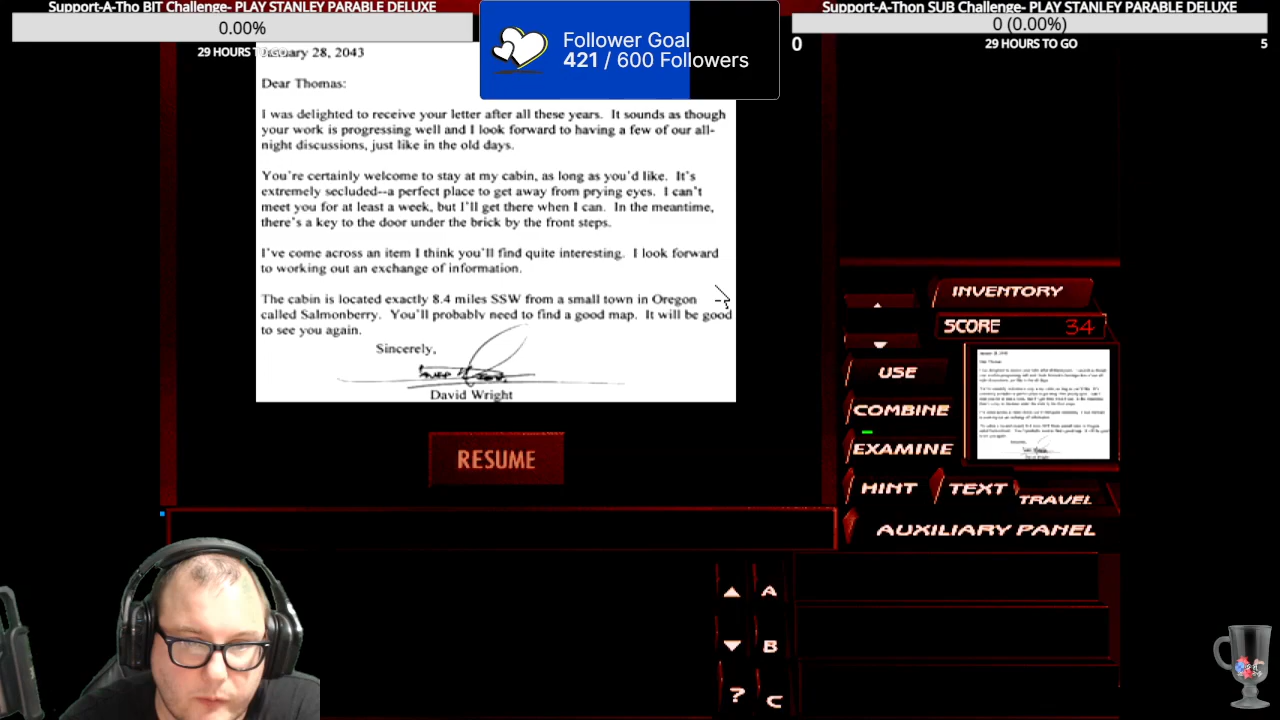 Support-A-Tho BIT Challenge- PLAY STANLEY PARABLE DELUXE
0.00%
29 HOURS TO GO
Follower Goal
421 / 600 Followers
Support-A-Thon SUB Challenge- PLAY STANLEY PARABLE DELUXE
0 (0.00%)
0
29 HOURS TO GO
5
January 28, 2043
Dear Thomas:
I was delighted to receive your letter after all these years. It sounds as though
your work is progressing well and I look forward to having a few of our all-
night discussions, just like in the old days.
You're certainly welcome to stay at my cabin, as long as you'd like. It's
extremely secluded--a perfect place to get away from prying eyes. I can't
meet you for at least a week, but I'll get there when I can. In the meantime,
there's a key to the door under the brick by the front steps.
I've come across an item I think you'll find quite interesting. I look forward
to working out an exchange of information.
The cabin is located exactly 8.4 miles SSW from a small town in Oregon
called Salmonberry. You'll probably need to find a good map. It will be good
to see you again.
Sincerely,
David Wright
RESUME
INVENTORY
SCORE 34
USE
COMBINE
EXAMINE
HINT TEXT TRAVEL
AUXILIARY PANEL
A
B
? C